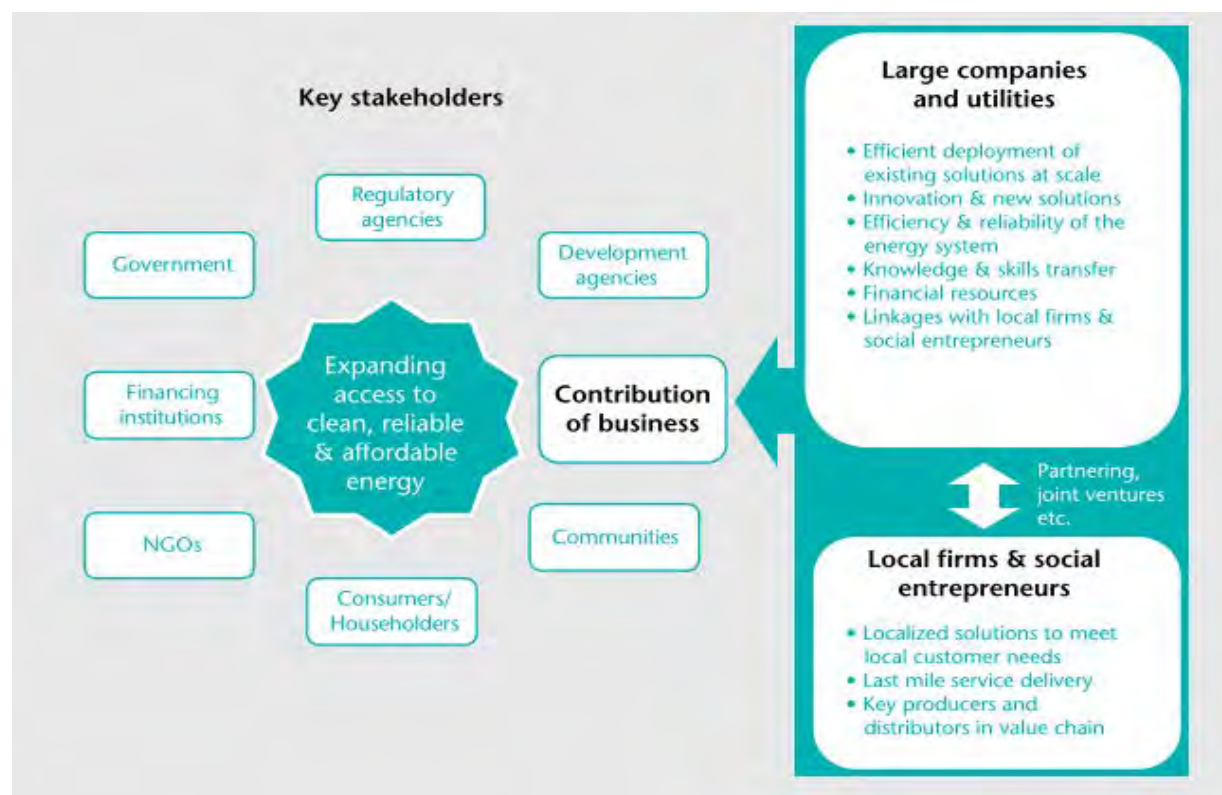 Key stakeholders
Regulatory
agencies
Government
Development
agencies
Expanding
access to
clean, reliable
& affordable
energy
Financing
institutions
Contribution
of business
NGOs
Communities
Consumers/
Householders
Large companies
and utilities
• Efficient deployment of
existing solutions at scale
• Innovation & new solutions
• Efficiency & reliability of the
energy system
• Knowledge & skills transfer
• Financial resources
• Linkages with local firms &
social entrepreneurs
Partnering,
joint ventures
etc.
Local firms & social
entrepreneurs
• Localized solutions to meet
local customer needs
• Last mile service delivery
• Key producers and
distributors in value chain